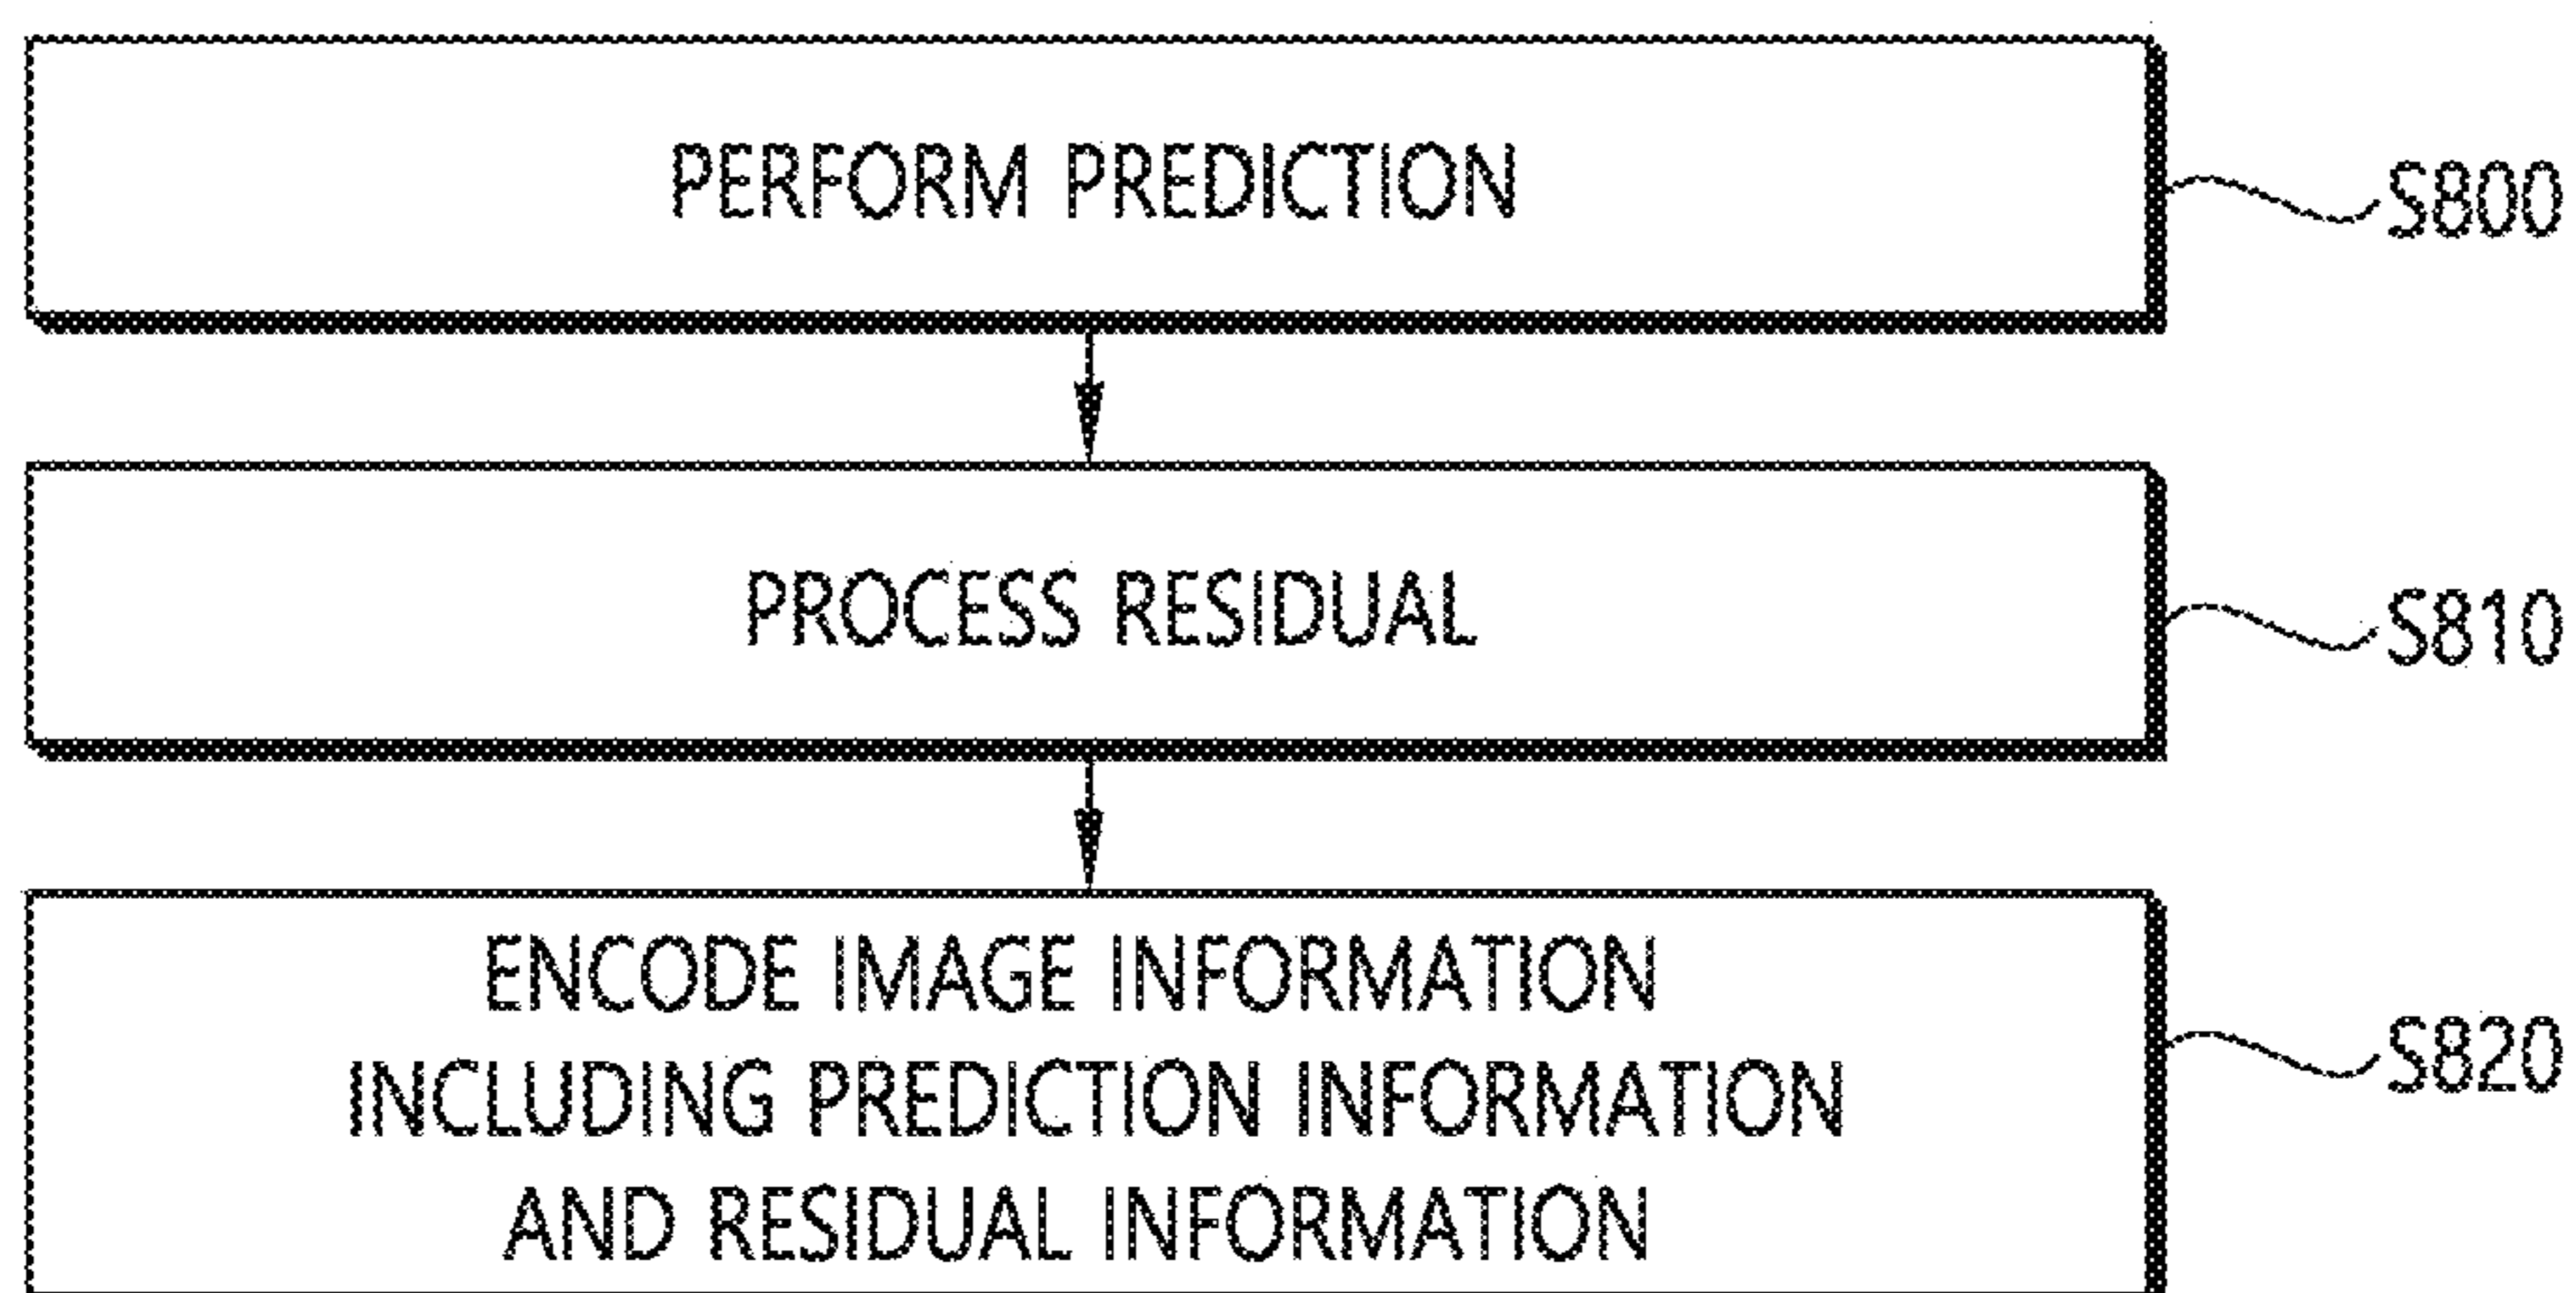 PERFORM PREDICTION
S800
PROCESS RESIDUAL
S810
ENCODE IMAGE INFORMATION
INCLUDING PREDICTION INFORMATION
AND RESIDUAL INFORMATION
S820